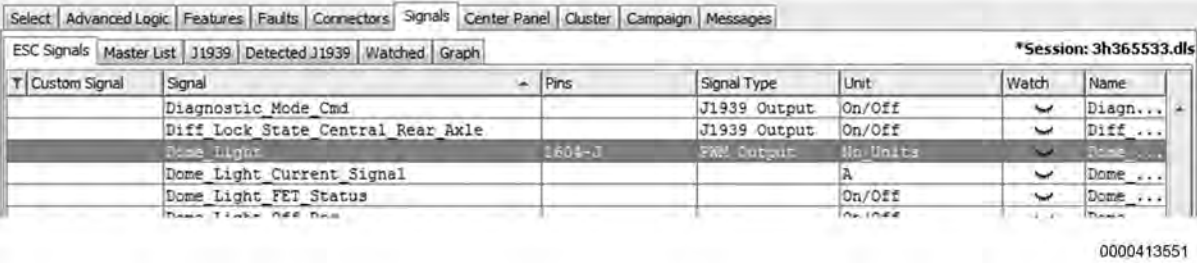 Select Advanced Logic Features Faults Connectors Signals Center Panel Cluster Campaign Messages
ESC Signals Master List J1939 Detected J1939 Watched Graph *Session: 3h365533.dls
Custom Signal Signal Pins Signal Type Unit Watch Name
Diagnostic_Mode_Cmd J1939 Output On/Off Diagn...
Diff_Lock_State_Central_Rear_Axle J1939 Output On/Off Diff_...
Dome_Light 1604-J PWM Output No Units Dome_...
Dome_Light_Current_Signal A Dome_...
Dome_Light_FET_Status On/Off Dome_...
0000413551